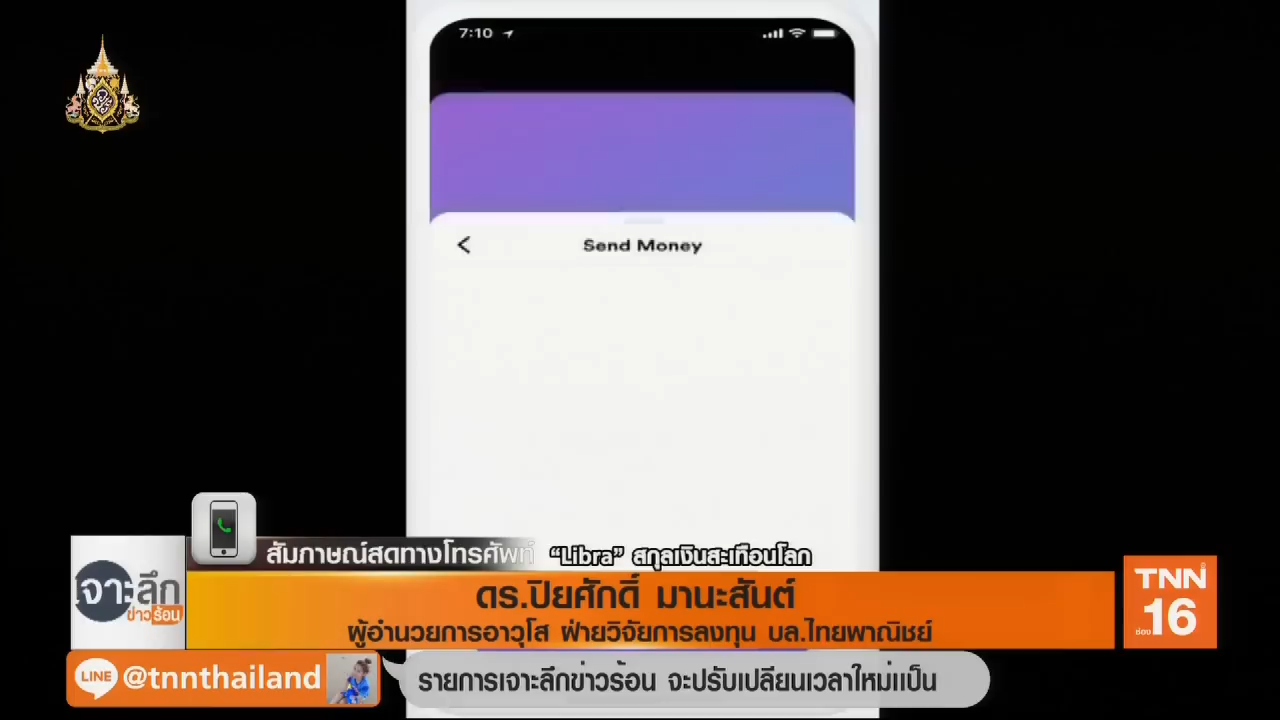 7:10
Send Money
สัมภาษณ์สดทางโทรศัพท์
“Libra” สกุลเงินสะเทือนโลก
จาะลึก
ข่าวร้อน
ดร.ปิยศักดิ์ มานะสันต์
ผู้อำนวยการอาวุโส ฝ่ายวิจัยการลงทุน บล.ไทยพาณิชย์
TNN
ช่อง 16
LINE @tnnthailand
รายการเจาะลึกข่าวร้อน จะปรับเปลี่ยนเวลาใหม่เเป็น